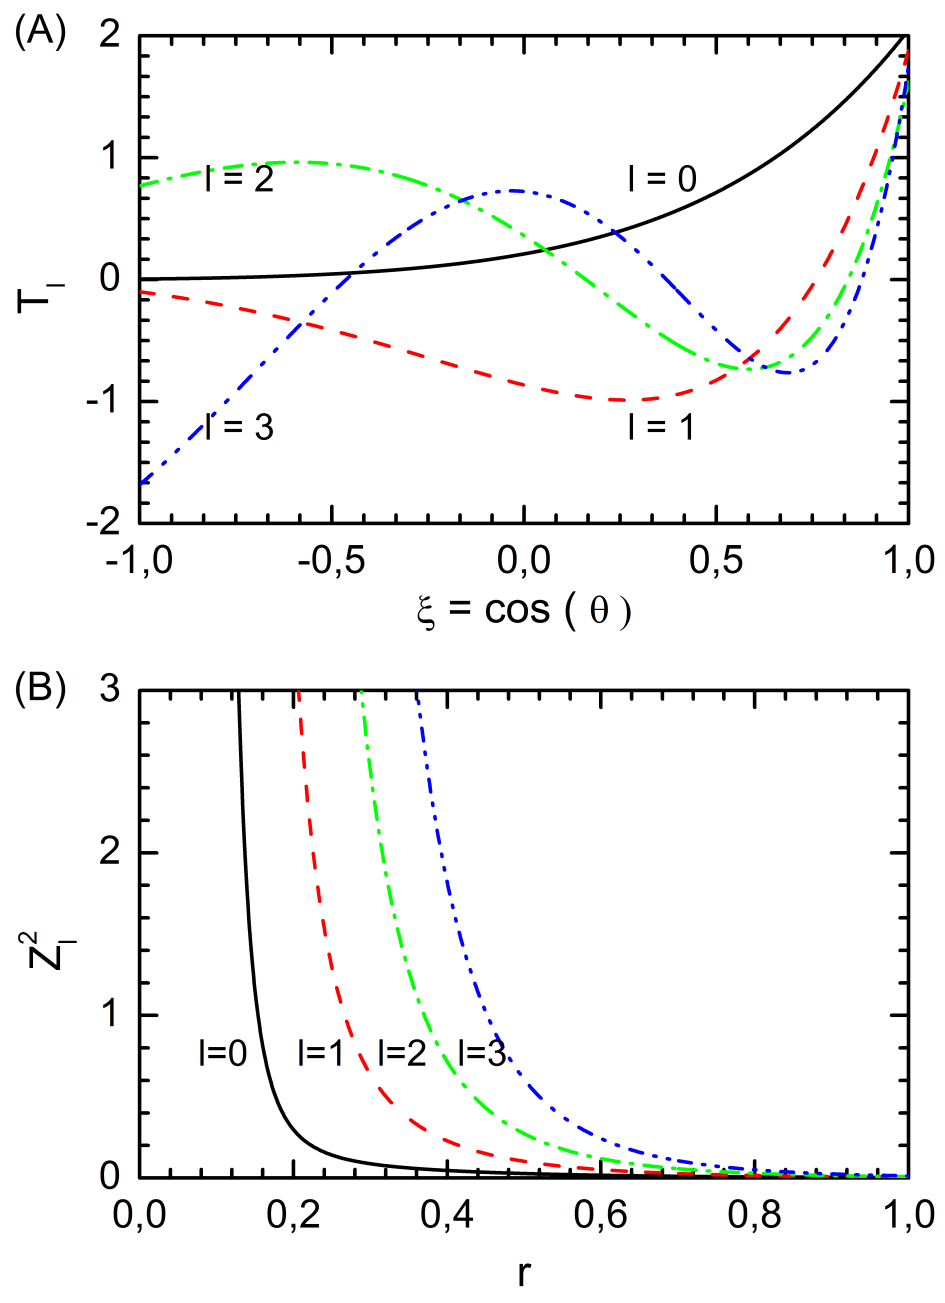 (A)
2
1
0
-1
-2
T_l
l = 2
l = 0
l = 3
l = 1
-1,0 -0,5 0,0 0,5 1,0
ξ = cos ( θ )
(B)
3
2
1
0
Z_l^2
l=0 l=1 l=2 l=3
0,0 0,2 0,4 0,6 0,8 1,0
r